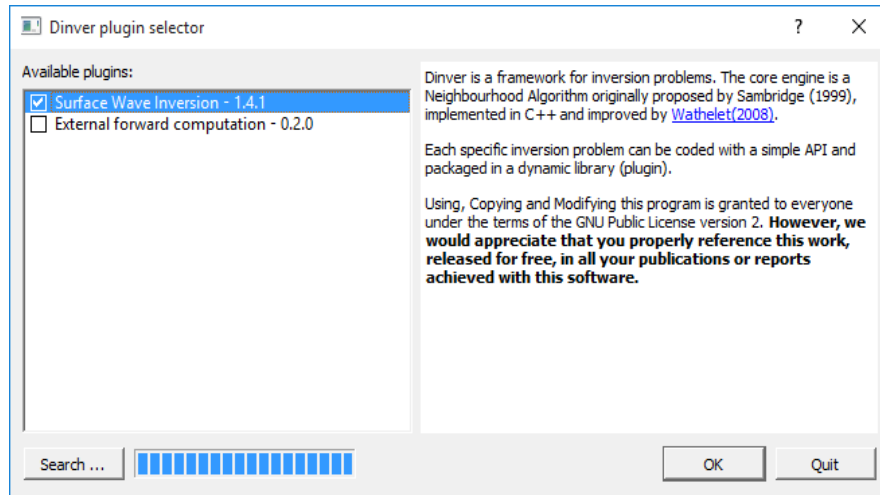 Dinver plugin selector
Available plugins:
Surface Wave Inversion - 1.4.1
External forward computation - 0.2.0
Dinver is a framework for inversion problems. The core engine is a
Neighbourhood Algorithm originally proposed by Sambridge (1999),
implemented in C++ and improved by Wathelet(2008).
Each specific inversion problem can be coded with a simple API and
packaged in a dynamic library (plugin).
Using, Copying and Modifying this program is granted to everyone
under the terms of the GNU Public License version 2. However, we
would appreciate that you properly reference this work,
released for free, in all your publications or reports
achieved with this software.
Search ...
OK
Quit